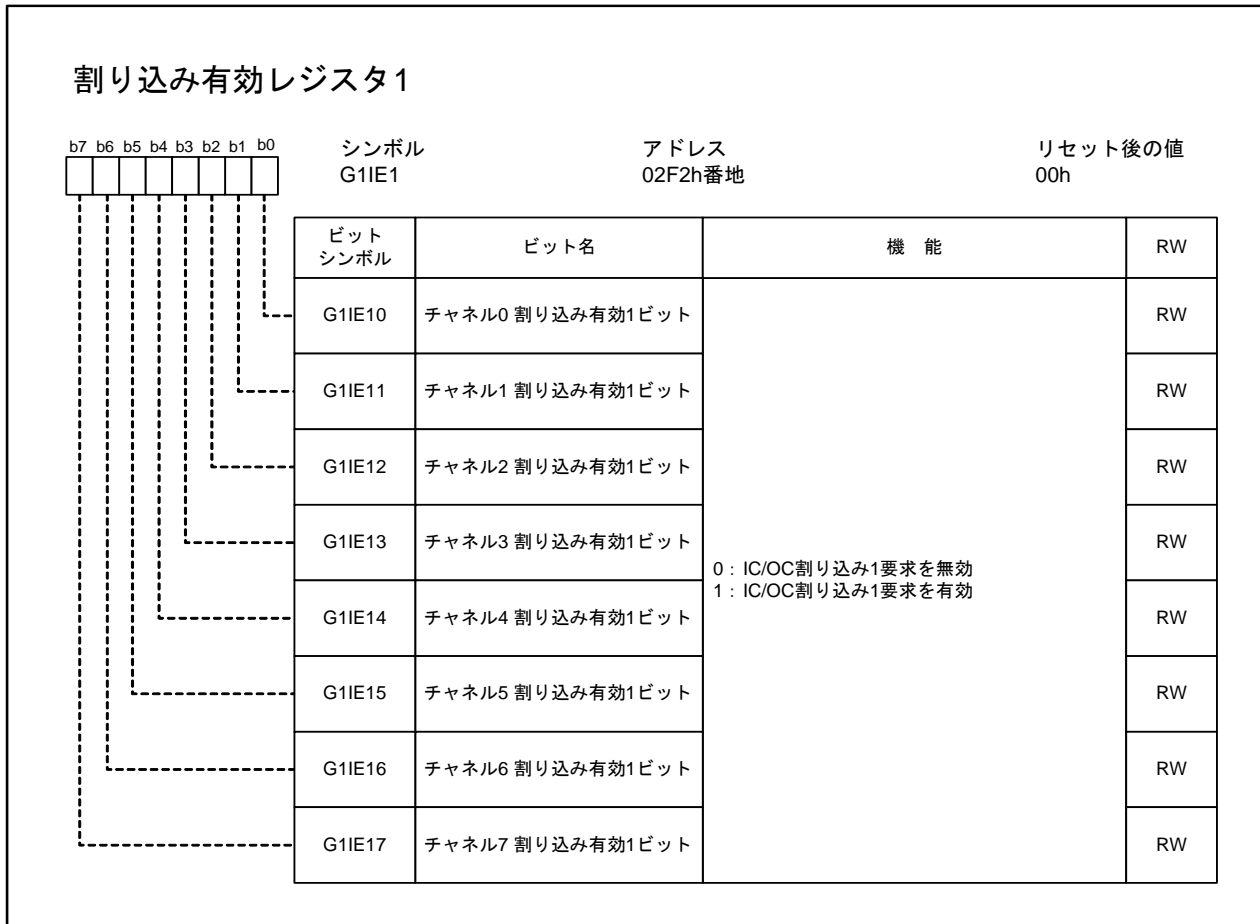 割り込み有効レジスタ1
b7 b6 b5 b4 b3 b2 b1 b0
シンボル アドレス リセット後の値
G1IE1 02F2h番地 00h
ビット
シンボル ビット名 機 能 RW
G1IE10 チャネル0 割り込み有効1ビット RW
G1IE11 チャネル1 割り込み有効1ビット RW
G1IE12 チャネル2 割り込み有効1ビット RW
G1IE13 チャネル3 割り込み有効1ビット RW
0：IC/OC割り込み1要求を無効
1：IC/OC割り込み1要求を有効
G1IE14 チャネル4 割り込み有効1ビット RW
G1IE15 チャネル5 割り込み有効1ビット RW
G1IE16 チャネル6 割り込み有効1ビット RW
G1IE17 チャネル7 割り込み有効1ビット RW